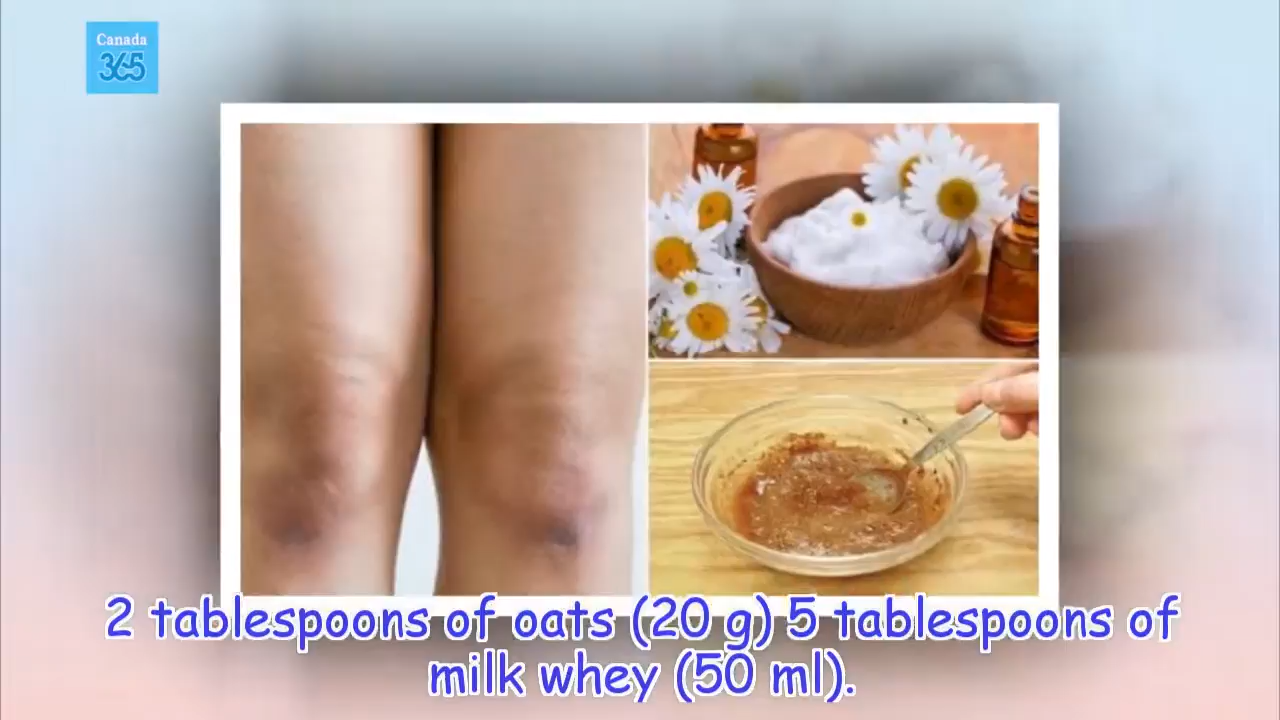 Canada
365
2 tablespoons of oats (20 g) 5 tablespoons of
milk whey (50 ml).